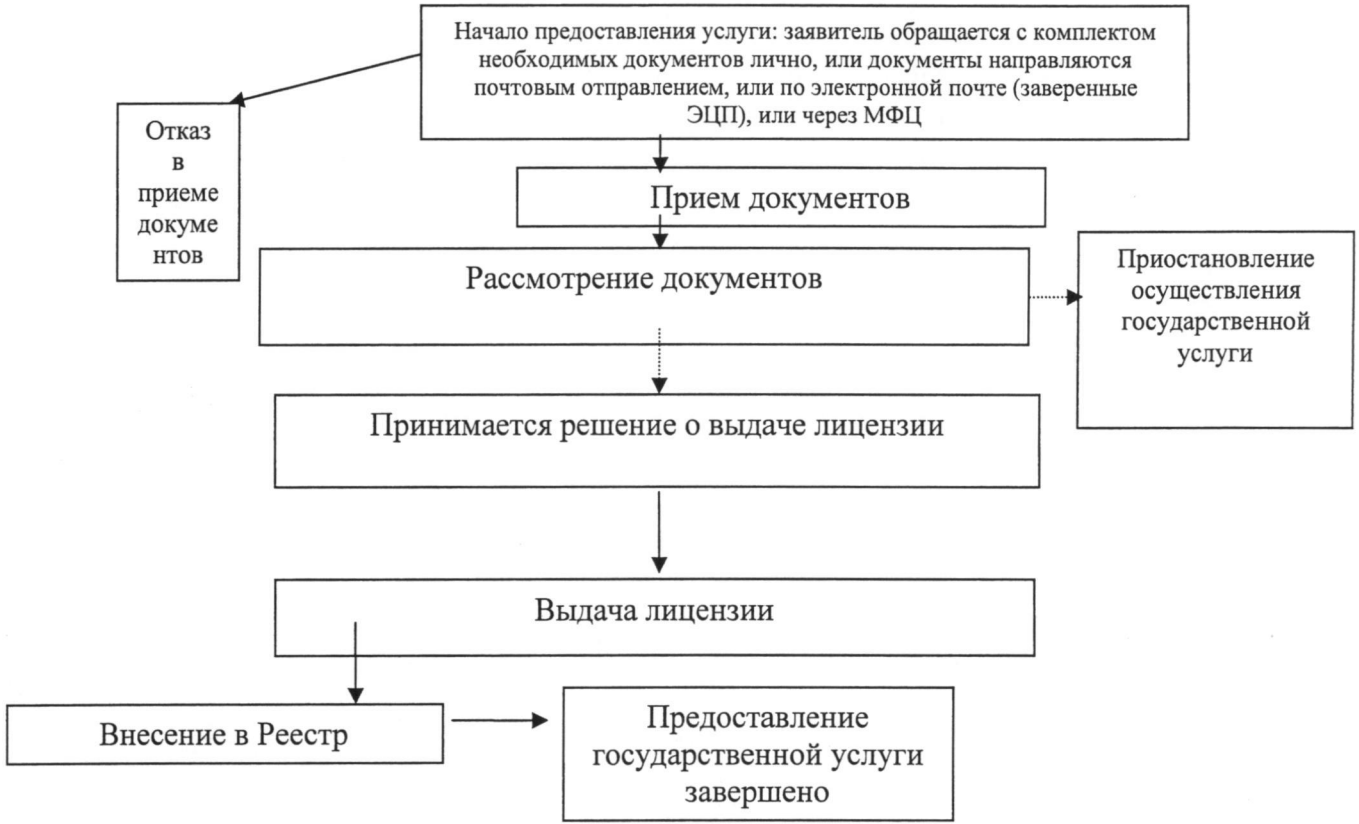 Начало предоставления услуги: заявитель обращается с комплектом
необходимых документов лично, или документы направляются
почтовым отправлением, или по электронной почте (заверенные
ЭЦП), или через МФЦ
Отказ
в
приеме
докуме
нтов
Прием документов
Рассмотрение документов
Приостановление
осуществления
государственной
услуги
Принимается решение о выдаче лицензии
Выдача лицензии
Внесение в Реестр
Предоставление
государственной услуги
завершено